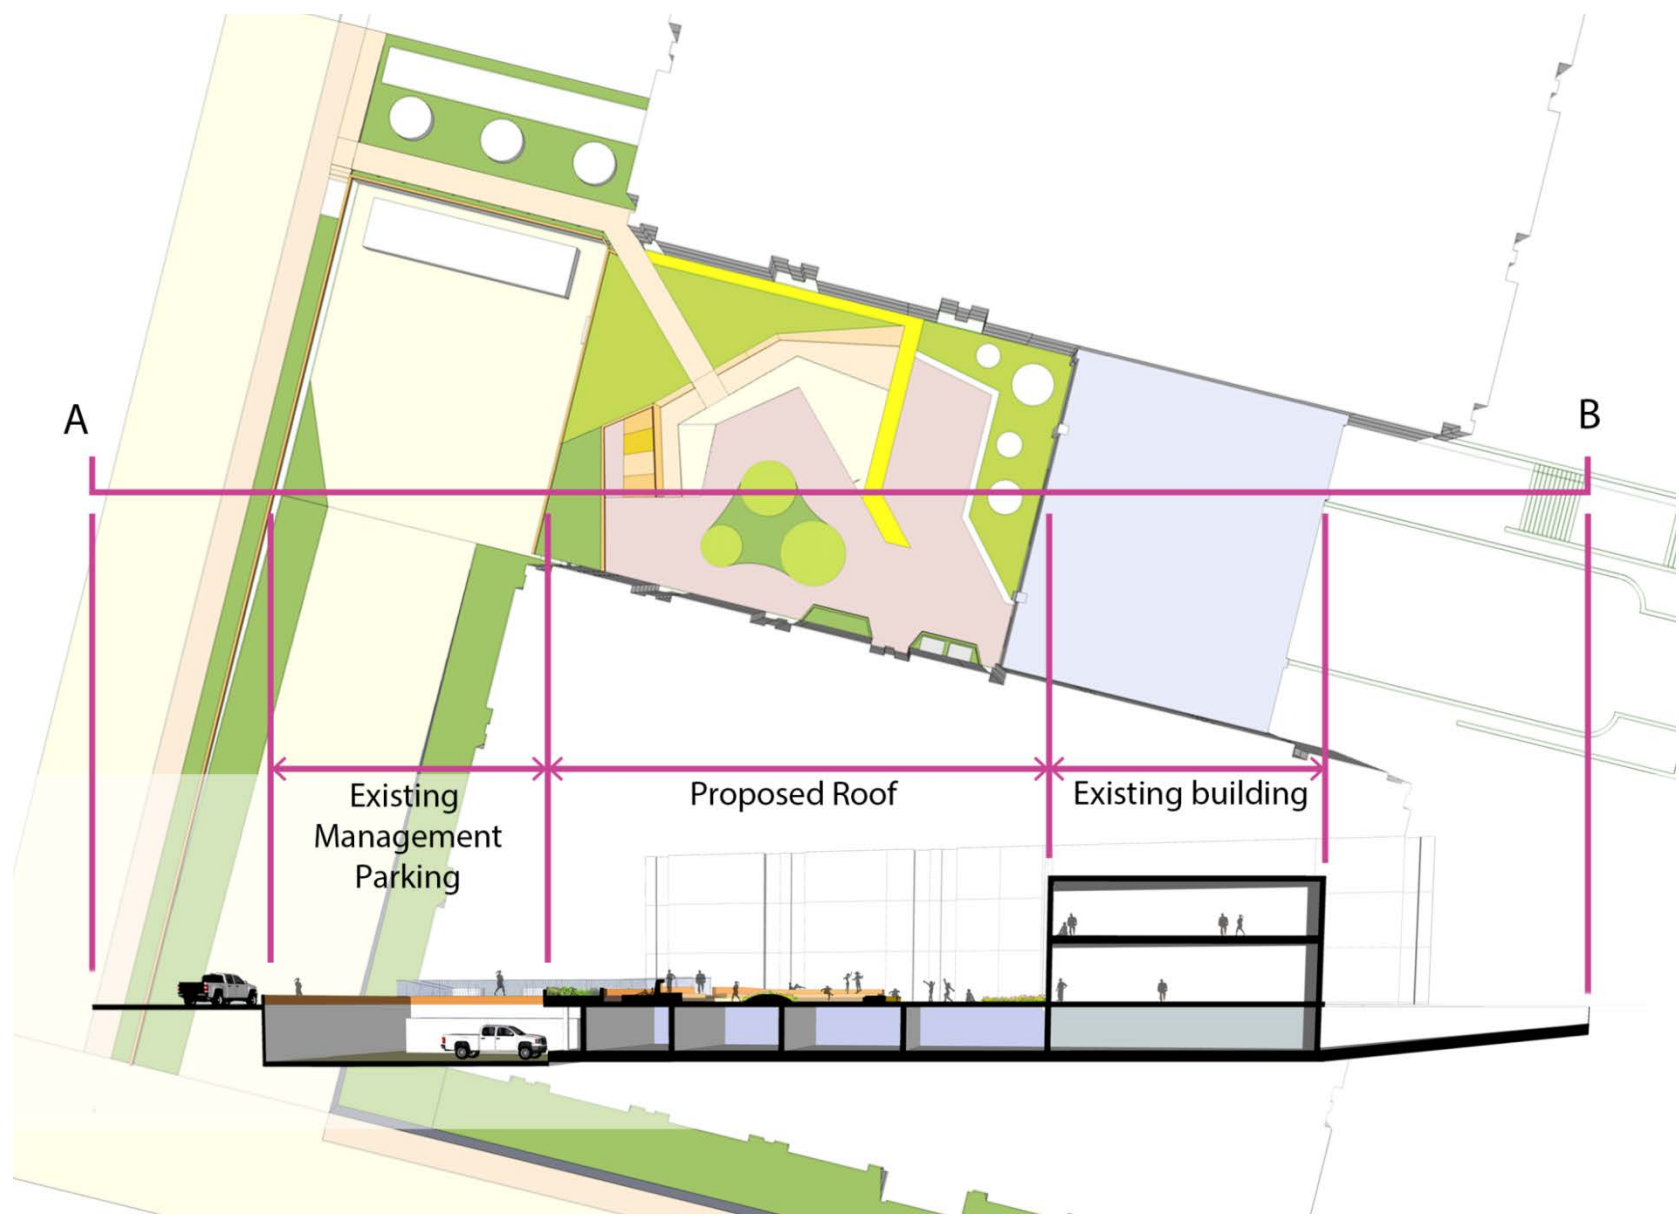 A
B
Existing
Management
Parking
Proposed Roof
Existing building